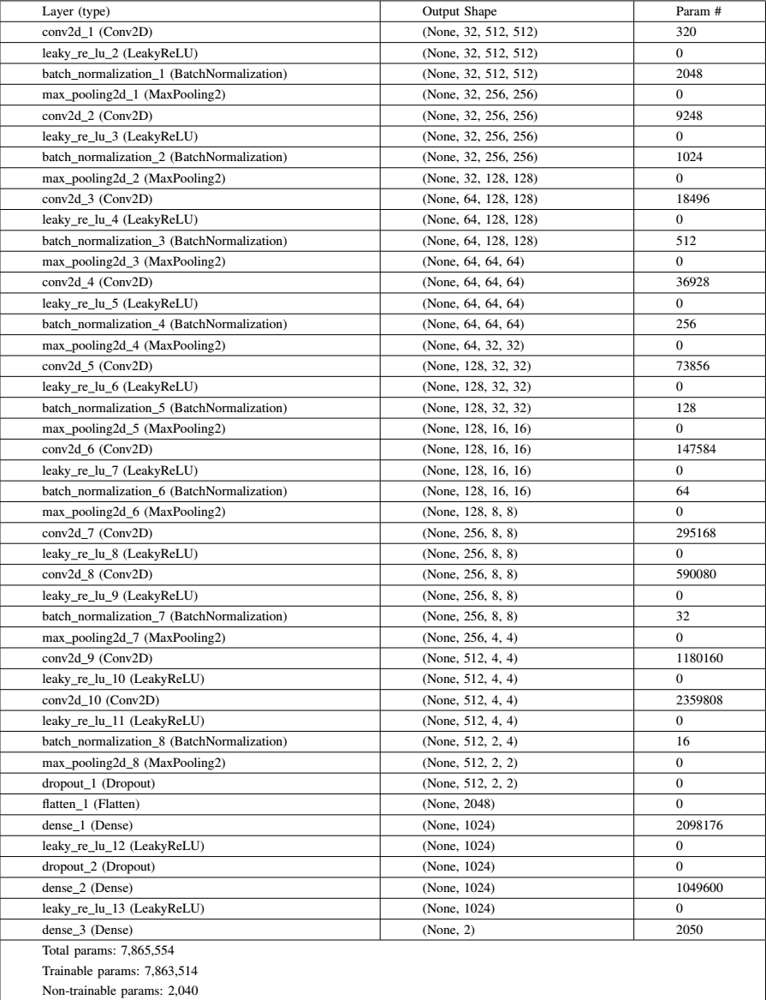 Layer (type) Output Shape Param #
conv2d_1 (Conv2D) (None, 32, 512, 512) 320
leaky_re_lu_2 (LeakyReLU) (None, 32, 512, 512) 0
batch_normalization_1 (BatchNormalization) (None, 32, 512, 512) 2048
max_pooling2d_1 (MaxPooling2) (None, 32, 256, 256) 0
conv2d_2 (Conv2D) (None, 32, 256, 256) 9248
leaky_re_lu_3 (LeakyReLU) (None, 32, 256, 256) 0
batch_normalization_2 (BatchNormalization) (None, 32, 256, 256) 1024
max_pooling2d_2 (MaxPooling2) (None, 32, 128, 128) 0
conv2d_3 (Conv2D) (None, 64, 128, 128) 18496
leaky_re_lu_4 (LeakyReLU) (None, 64, 128, 128) 0
batch_normalization_3 (BatchNormalization) (None, 64, 128, 128) 512
max_pooling2d_3 (MaxPooling2) (None, 64, 64, 64) 0
conv2d_4 (Conv2D) (None, 64, 64, 64) 36928
leaky_re_lu_5 (LeakyReLU) (None, 64, 64, 64) 0
batch_normalization_4 (BatchNormalization) (None, 64, 64, 64) 256
max_pooling2d_4 (MaxPooling2) (None, 64, 32, 32) 0
conv2d_5 (Conv2D) (None, 128, 32, 32) 73856
leaky_re_lu_6 (LeakyReLU) (None, 128, 32, 32) 0
batch_normalization_5 (BatchNormalization) (None, 128, 32, 32) 128
max_pooling2d_5 (MaxPooling2) (None, 128, 16, 16) 0
conv2d_6 (Conv2D) (None, 128, 16, 16) 147584
leaky_re_lu_7 (LeakyReLU) (None, 128, 16, 16) 0
batch_normalization_6 (BatchNormalization) (None, 128, 16, 16) 64
max_pooling2d_6 (MaxPooling2) (None, 128, 8, 8) 0
conv2d_7 (Conv2D) (None, 256, 8, 8) 295168
leaky_re_lu_8 (LeakyReLU) (None, 256, 8, 8) 0
conv2d_8 (Conv2D) (None, 256, 8, 8) 590080
leaky_re_lu_9 (LeakyReLU) (None, 256, 8, 8) 0
batch_normalization_7 (BatchNormalization) (None, 256, 8, 8) 32
max_pooling2d_7 (MaxPooling2) (None, 256, 4, 4) 0
conv2d_9 (Conv2D) (None, 512, 4, 4) 1180160
leaky_re_lu_10 (LeakyReLU) (None, 512, 4, 4) 0
conv2d_10 (Conv2D) (None, 512, 4, 4) 2359808
leaky_re_lu_11 (LeakyReLU) (None, 512, 4, 4) 0
batch_normalization_8 (BatchNormalization) (None, 512, 2, 4) 16
max_pooling2d_8 (MaxPooling2) (None, 512, 2, 2) 0
dropout_1 (Dropout) (None, 512, 2, 2) 0
flatten_1 (Flatten) (None, 2048) 0
dense_1 (Dense) (None, 1024) 2098176
leaky_re_lu_12 (LeakyReLU) (None, 1024) 0
dropout_2 (Dropout) (None, 1024) 0
dense_2 (Dense) (None, 1024) 1049600
leaky_re_lu_13 (LeakyReLU) (None, 1024) 0
dense_3 (Dense) (None, 2) 2050
Total params: 7,865,554
Trainable params: 7,863,514
Non-trainable params: 2,040